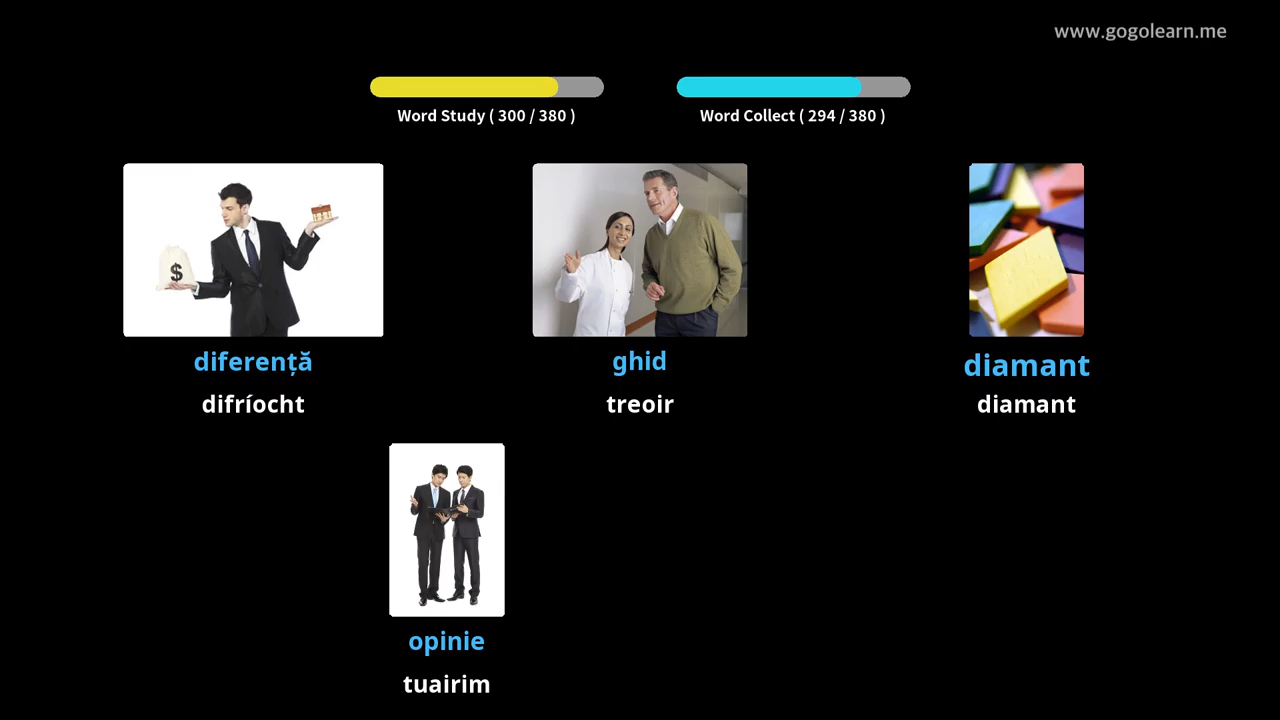 www.gogolearn.me
Word Study ( 300 / 380 )
Word Collect ( 294 / 380 )
diferență
difríocht
ghid
treoir
diamant
diamant
$
opinie
tuairim